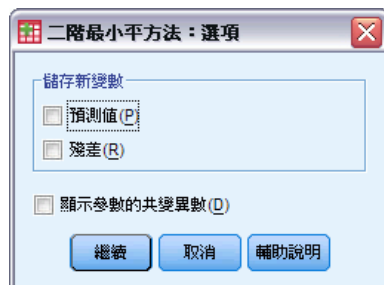 二階最小平方法：選項
儲存新變數
預測值(P)
殘差(R)
顯示參數的共變異數(D)
繼續 取消 輔助說明